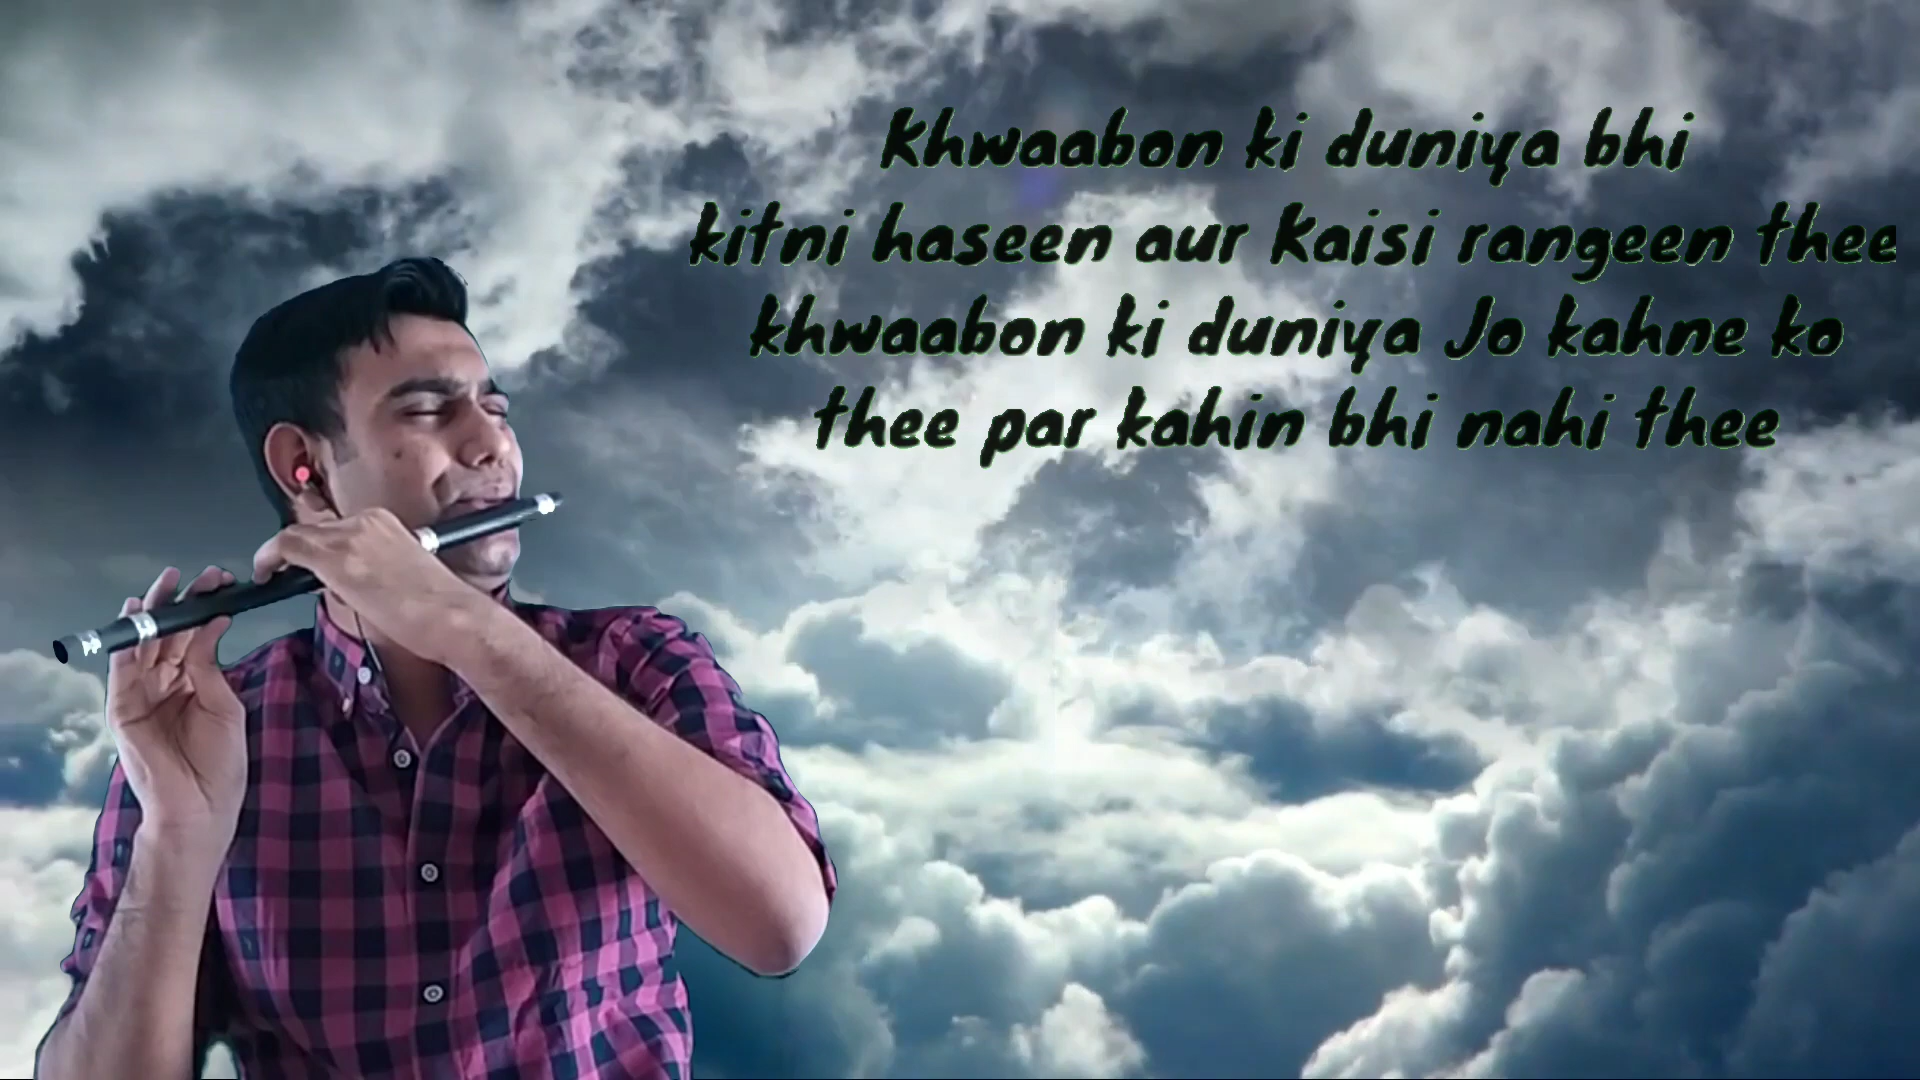 Khwaabon ki duniya bhi
kitni haseen aur Kaisi rangeen thee
khwaabon ki duniya Jo kahne ko
thee par kahin bhi nahi thee